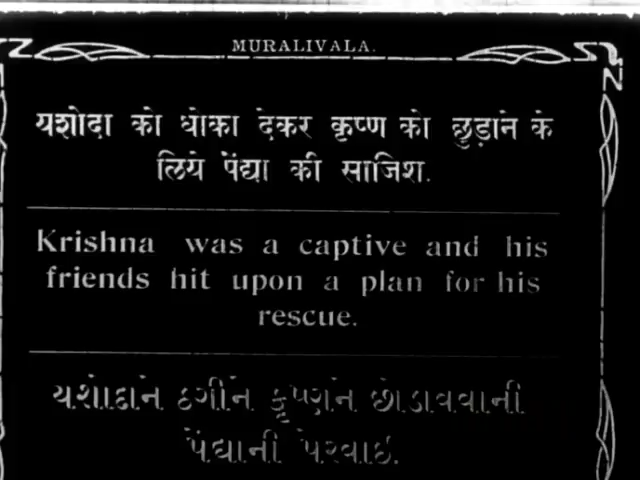 MURALIVALA.
यशोदा को धोका देकर कृष्ण को छुड़ाने के
लिये पेंद्या की साजिश.
Krishna was a captive and his
friends hit upon a plan for his
rescue.
યશોદાને ઠગીને કૃષ્ણને છોડાવવાની
પેંદ્યાની પેરવાઇ.